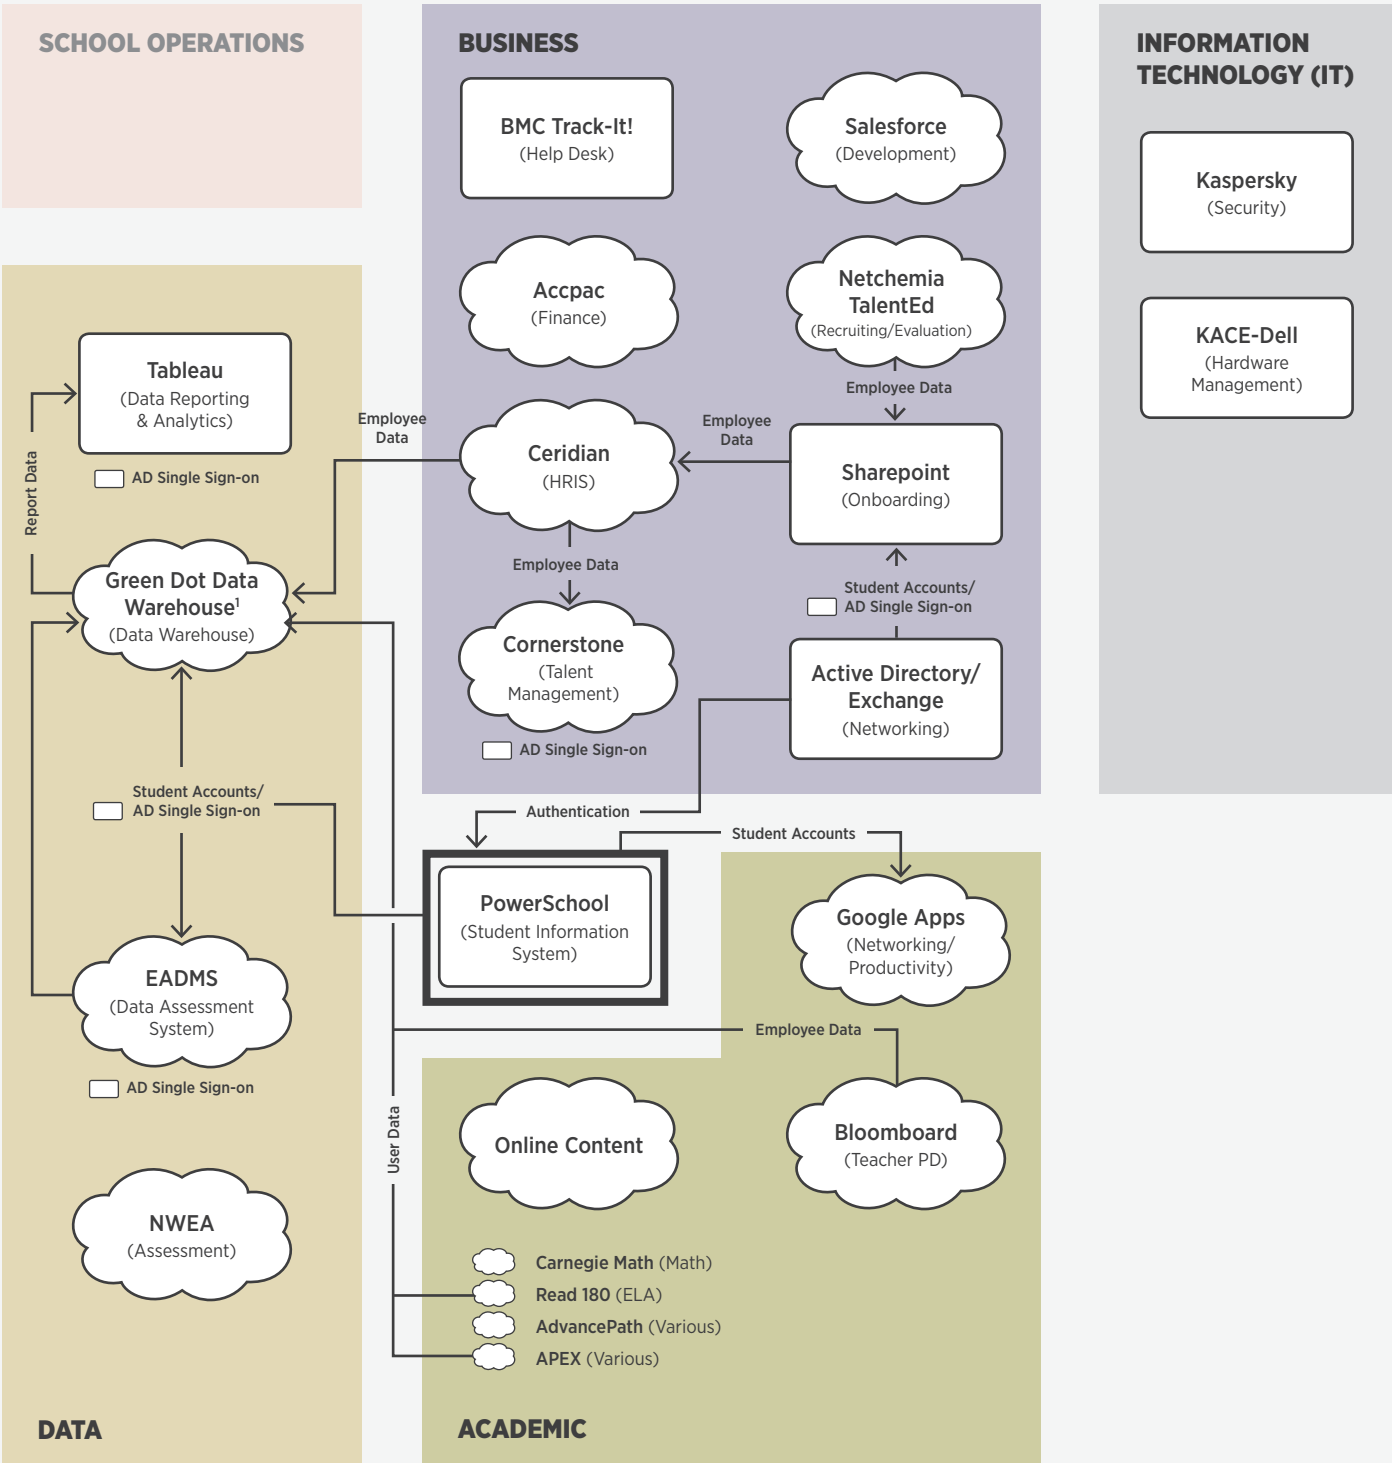 SCHOOL OPERATIONS
BUSINESS
INFORMATION
TECHNOLOGY (IT)
BMC Track-It!
(Help Desk)
Salesforce
(Development)
Kaspersky
(Security)
Accpac
(Finance)
Netchemia
TalentEd
(Recruiting/Evaluation)
KACE-Dell
(Hardware
Management)
Tableau
(Data Reporting
& Analytics)
AD Single Sign-on
Report Data
Employee
Data
Ceridian
(HRIS)
Employee
Data
Employee Data
Sharepoint
(Onboarding)
Employee Data
Student Accounts/
AD Single Sign-on
Green Dot Data
Warehouse¹
(Data Warehouse)
Cornerstone
(Talent
Management)
AD Single Sign-on
Active Directory/
Exchange
(Networking)
Student Accounts/
AD Single Sign-on
Authentication
Student Accounts
PowerSchool
(Student Information
System)
Google Apps
(Networking/
Productivity)
EADMS
(Data Assessment
System)
AD Single Sign-on
Employee Data
User Data
Online Content
Bloomboard
(Teacher PD)
NWEA
(Assessment)
Carnegie Math (Math)
Read 180 (ELA)
AdvancePath (Various)
APEX (Various)
DATA
ACADEMIC